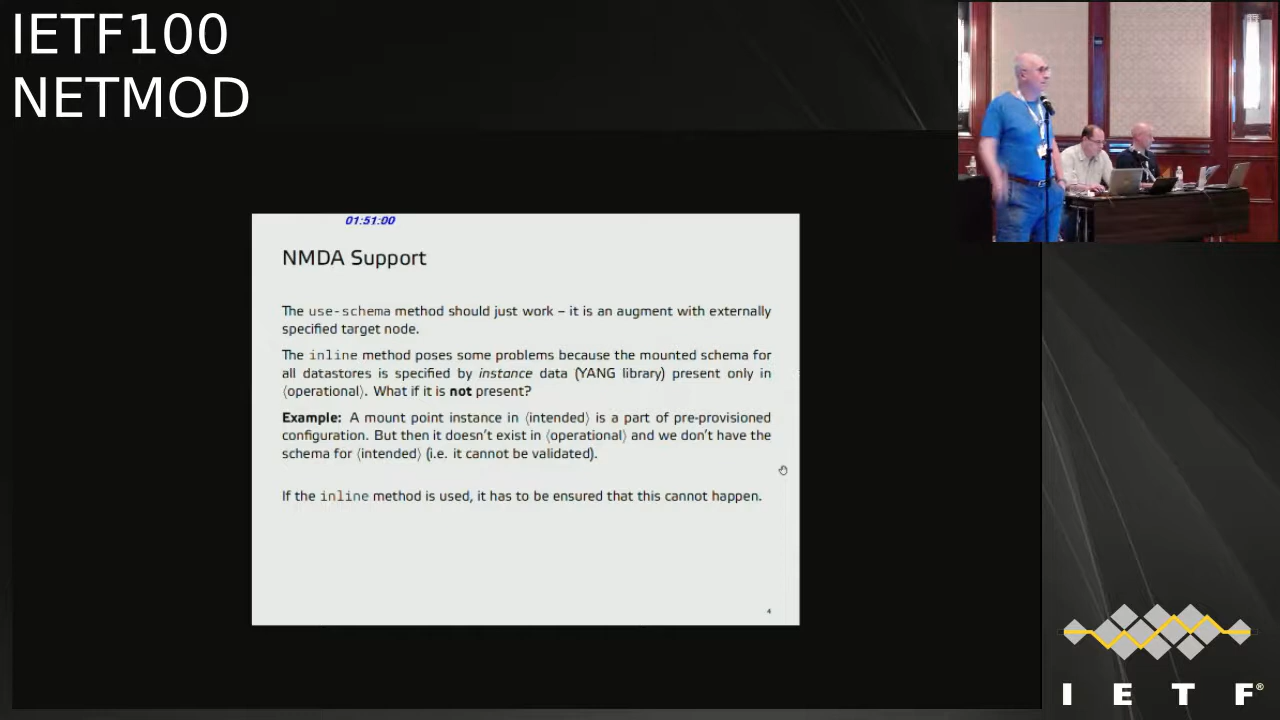 IETF100
NETMOD
01:51:00
NMDA Support
The use-schema method should just work – it is an augment with externally
specified target node.
The inline method poses some problems because the mounted schema for
all datastores is specified by instance data (YANG library) present only in
⟨operational⟩. What if it is not present?
Example: A mount point instance in ⟨intended⟩ is a part of pre-provisioned
configuration. But then it doesn't exist in ⟨operational⟩ and we don't have the
schema for ⟨intended⟩ (i.e. it cannot be validated).
If the inline method is used, it has to be ensured that this cannot happen.
4
I E T F®